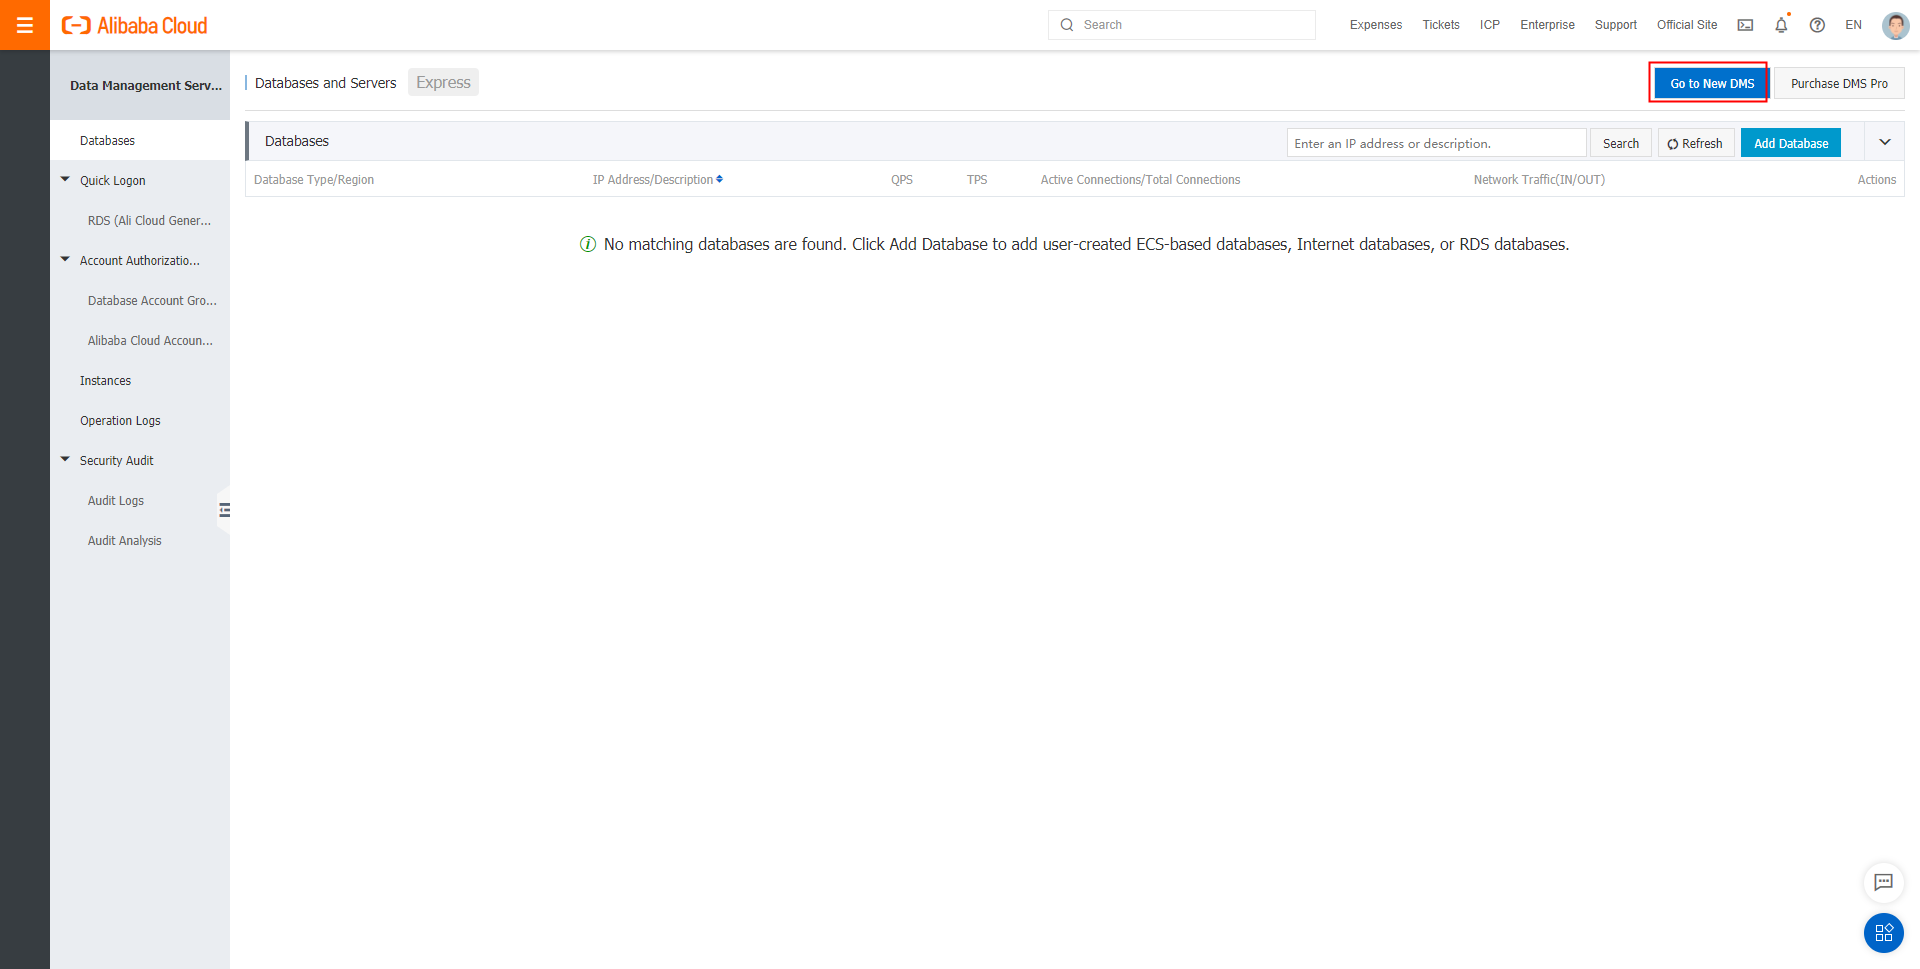 Alibaba Cloud
Search
Expenses
Tickets
ICP
Enterprise
Support
Official Site
EN
Data Management Serv...
Databases
Quick Logon
RDS (Ali Cloud Gener...
Account Authorizatio...
Database Account Gro...
Alibaba Cloud Accoun...
Instances
Operation Logs
Security Audit
Audit Logs
Audit Analysis
Databases and Servers
Express
Go to New DMS
Purchase DMS Pro
Databases
Enter an IP address or description.
Search
Refresh
Add Database
Database Type/Region
IP Address/Description
QPS
TPS
Active Connections/Total Connections
Network Traffic(IN/OUT)
Actions
No matching databases are found. Click Add Database to add user-created ECS-based databases, Internet databases, or RDS databases.